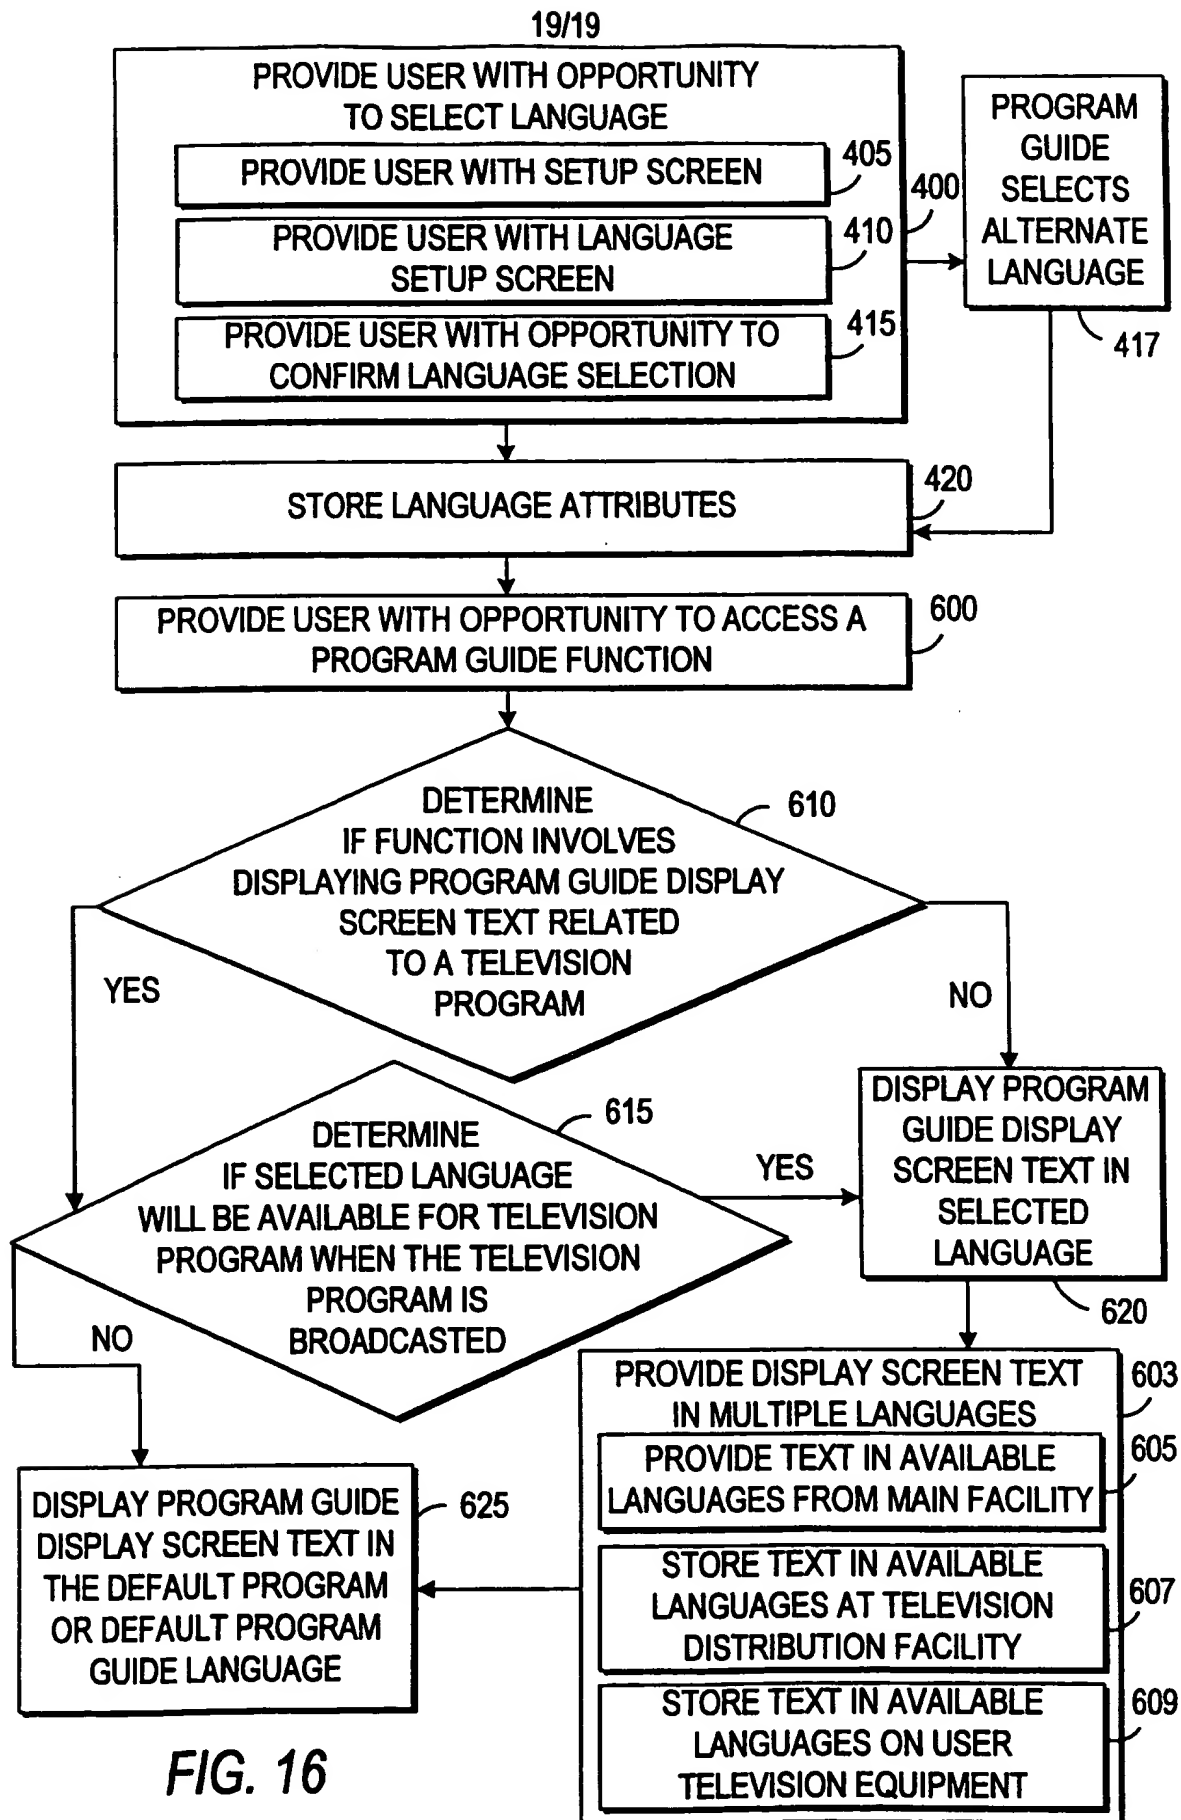 19/19
PROVIDE USER WITH OPPORTUNITY
TO SELECT LANGUAGE
PROVIDE USER WITH SETUP SCREEN
405
PROVIDE USER WITH LANGUAGE
SETUP SCREEN
410
PROVIDE USER WITH OPPORTUNITY TO
CONFIRM LANGUAGE SELECTION
415
400
PROGRAM
GUIDE
SELECTS
ALTERNATE
LANGUAGE
417
STORE LANGUAGE ATTRIBUTES
420
PROVIDE USER WITH OPPORTUNITY TO ACCESS A
PROGRAM GUIDE FUNCTION
600
DETERMINE
IF FUNCTION INVOLVES
DISPLAYING PROGRAM GUIDE DISPLAY
SCREEN TEXT RELATED
TO A TELEVISION
PROGRAM
610
YES
NO
DETERMINE
IF SELECTED LANGUAGE
WILL BE AVAILABLE FOR TELEVISION
PROGRAM WHEN THE TELEVISION
PROGRAM IS
BROADCASTED
615
YES
NO
DISPLAY PROGRAM
GUIDE DISPLAY
SCREEN TEXT IN
SELECTED
LANGUAGE
620
PROVIDE DISPLAY SCREEN TEXT
IN MULTIPLE LANGUAGES
603
PROVIDE TEXT IN AVAILABLE
LANGUAGES FROM MAIN FACILITY
605
STORE TEXT IN AVAILABLE
LANGUAGES AT TELEVISION
DISTRIBUTION FACILITY
607
STORE TEXT IN AVAILABLE
LANGUAGES ON USER
TELEVISION EQUIPMENT
609
DISPLAY PROGRAM GUIDE
DISPLAY SCREEN TEXT IN
THE DEFAULT PROGRAM
OR DEFAULT PROGRAM
GUIDE LANGUAGE
625
FIG. 16